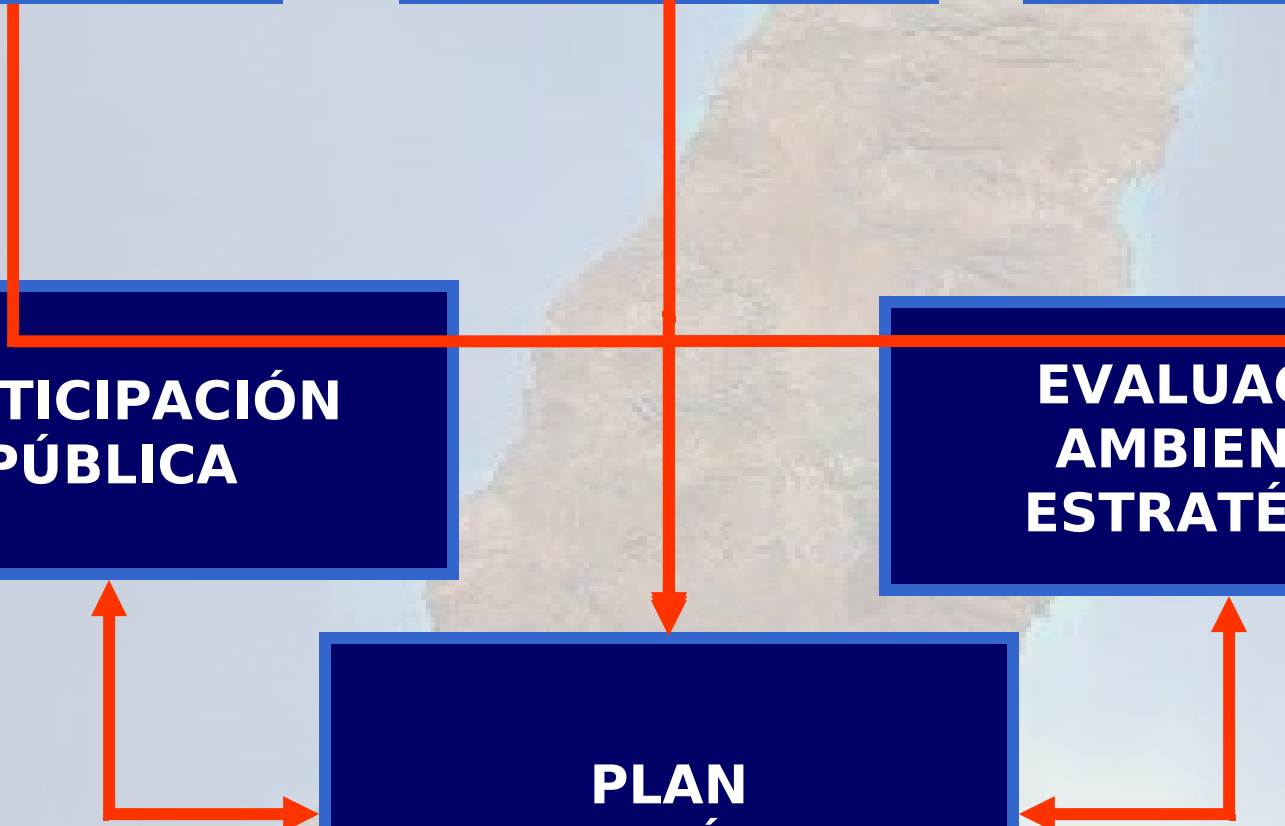 TICIPACIÓN
PÚBLICA
EVALUAC
AMBIEN
ESTRATÉ
PLAN